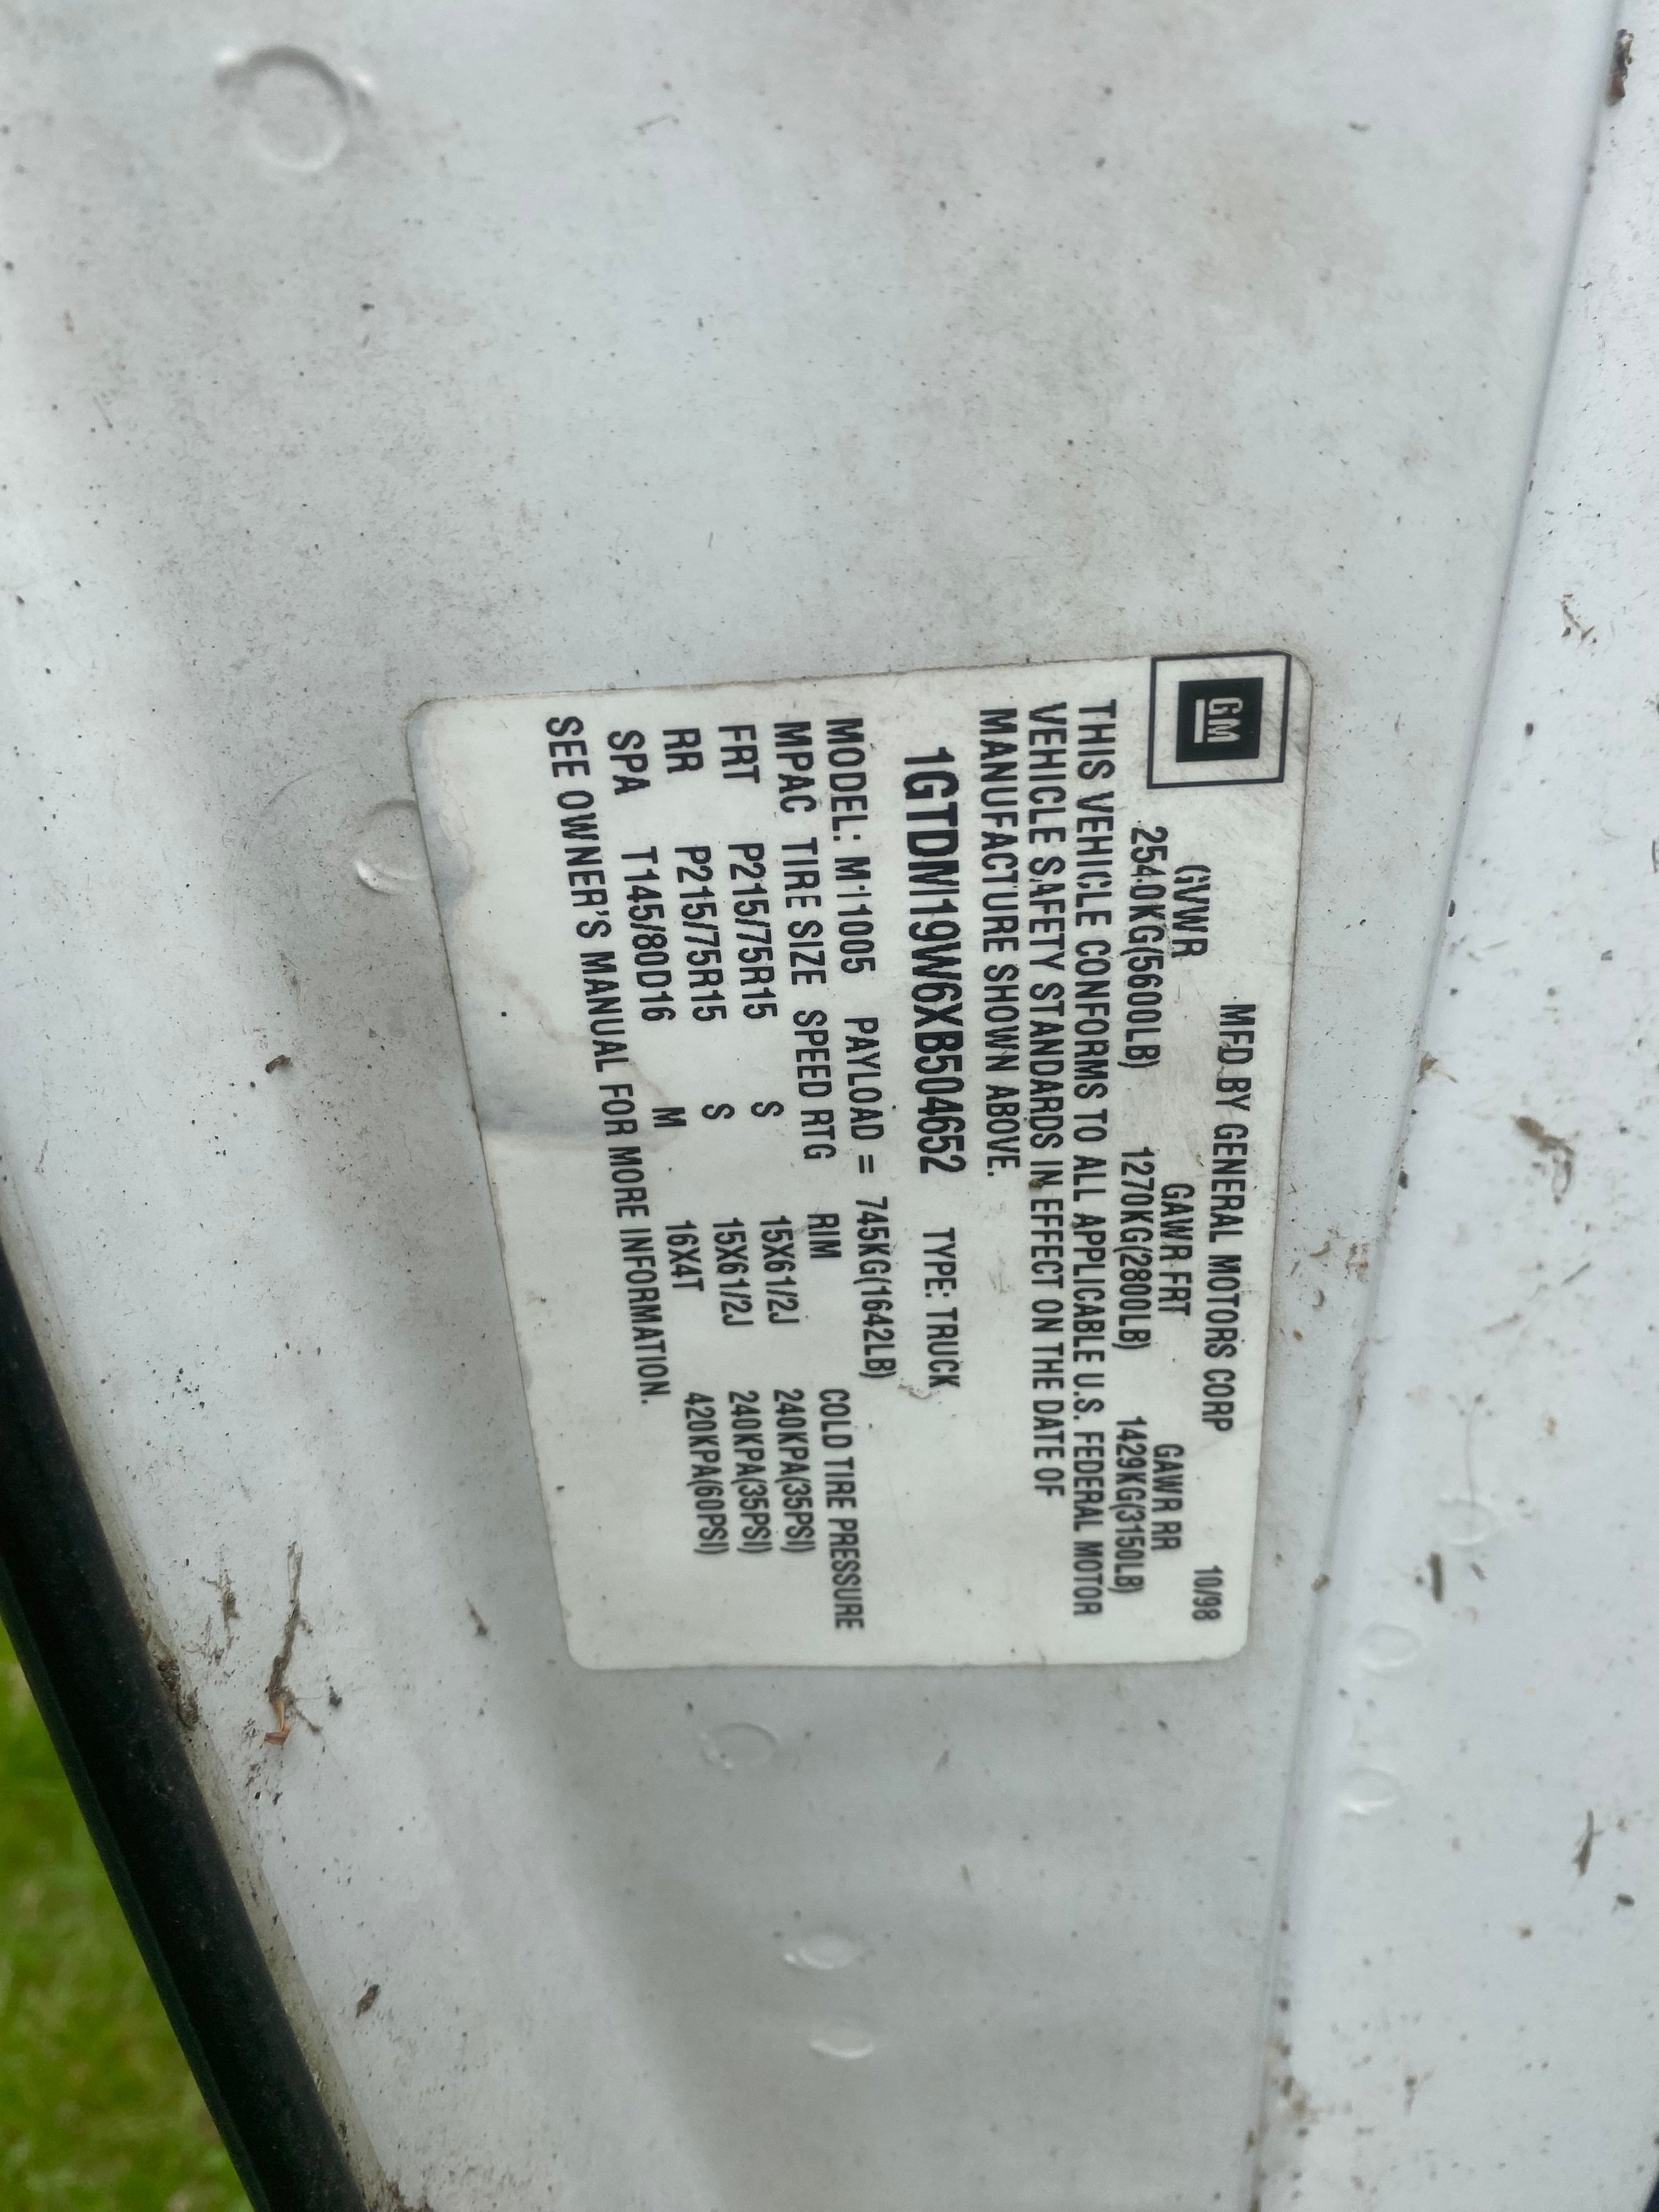 GM
MFD BY GENERAL MOTORS CORP 10/98
GVWR GAWR FRT GAWR RR
2540KG(5600LB) 1270KG(2800LB) 1429KG(3150LB)
THIS VEHICLE CONFORMS TO ALL APPLICABLE U.S. FEDERAL MOTOR
VEHICLE SAFETY STANDARDS IN EFFECT ON THE DATE OF
MANUFACTURE SHOWN ABOVE.
1GTDM19W6XB504652 TYPE: TRUCK
MODEL: M11005 PAYLOAD = 745KG(1642LB)
MPAC TIRE SIZE SPEED RTG RIM COLD TIRE PRESSURE
FRT P215/75R15 S 15X61/2J 240KPA(35PSI)
RR P215/75R15 S 15X61/2J 240KPA(35PSI)
SPA T145/80D16 M 16X4T 420KPA(60PSI)
SEE OWNER'S MANUAL FOR MORE INFORMATION.